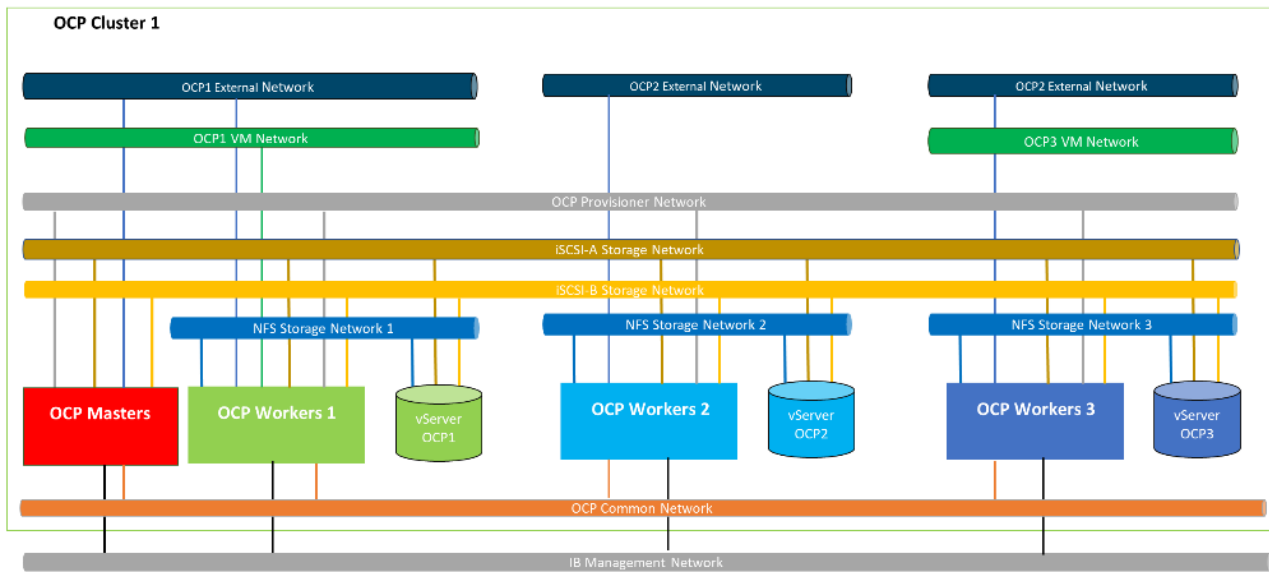 OCP Cluster 1
OCP1 External Network
OCP2 External Network
OCP2 External Network
OCP1 VM Network
OCP3 VM Network
OCP Provisioner Network
iSCSI-A Storage Network
iSCSI-B Storage Network
NFS Storage Network 1
NFS Storage Network 2
NFS Storage Network 3
OCP Masters
OCP Workers 1
vServer
OCP1
OCP Workers 2
vServer
OCP2
OCP Workers 3
vServer
OCP3
OCP Common Network
IB Management Network